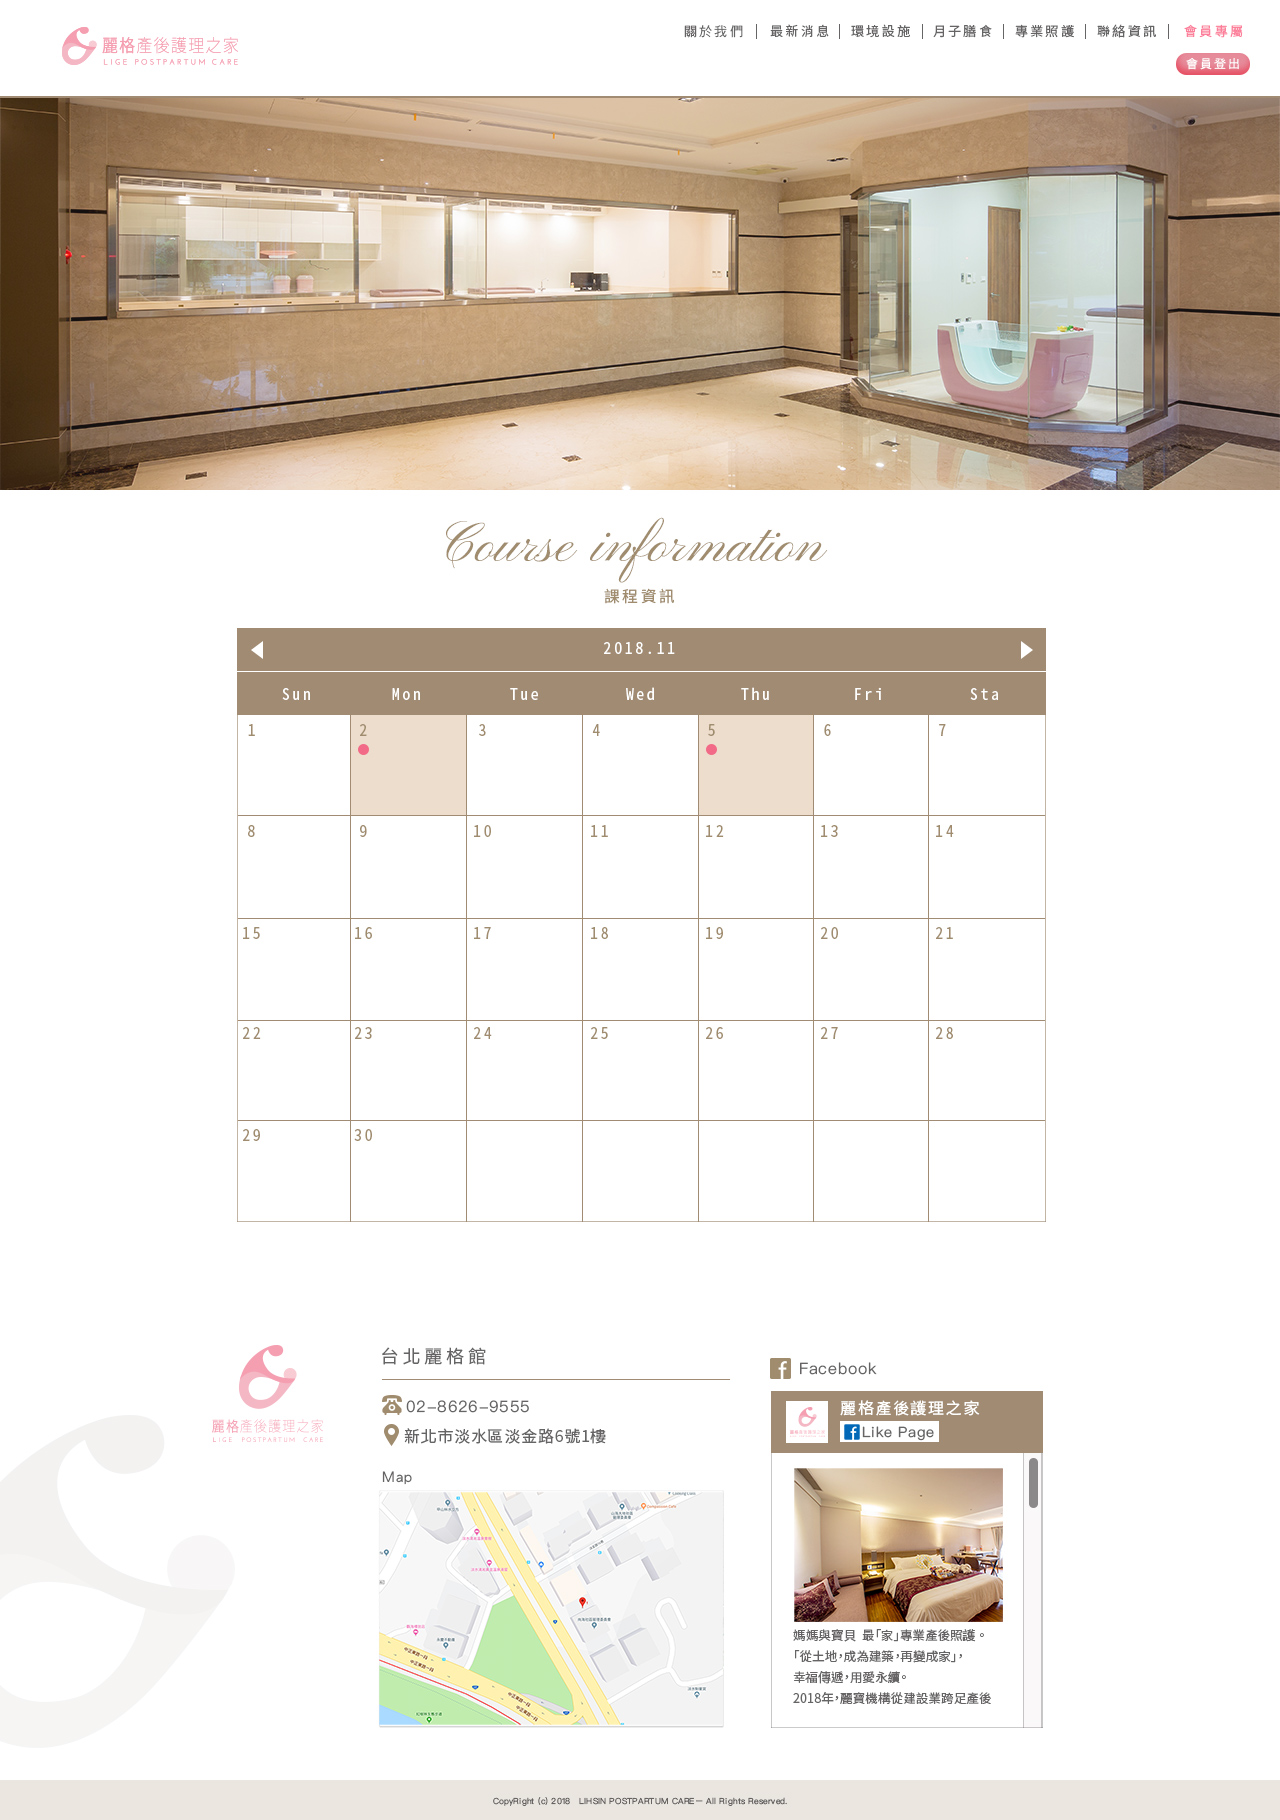 麗格產後護理之家
LIGE POSTPARTUM CARE
關於我們
最新消息
環境設施
月子膳食
專業照護
聯絡資訊
會員專屬
會員登出
Course information
課程資訊
2018.11
Sun Mon Tue Wed Thu Fri Sta
1 2 3 4 5 6 7
8 9 10 11 12 13 14
15 16 17 18 19 20 21
22 23 24 25 26 27 28
29 30
麗格產後護理之家
LIGE POSTPARTUM CARE
台北麗格館
02-8626-9555
新北市淡水區淡金路6號1樓
Map
Facebook
麗格產後護理之家
Like Page
媽媽與寶貝 最「家」專業產後照護。
「從土地,成為建築,再變成家」,
幸福傳遞,用愛永續。
2018年,麗寶機構從建設業跨足產後
CopyRight (c) 2018 LIHSIN POSTPARTUM CARE－ All Rights Reserved.